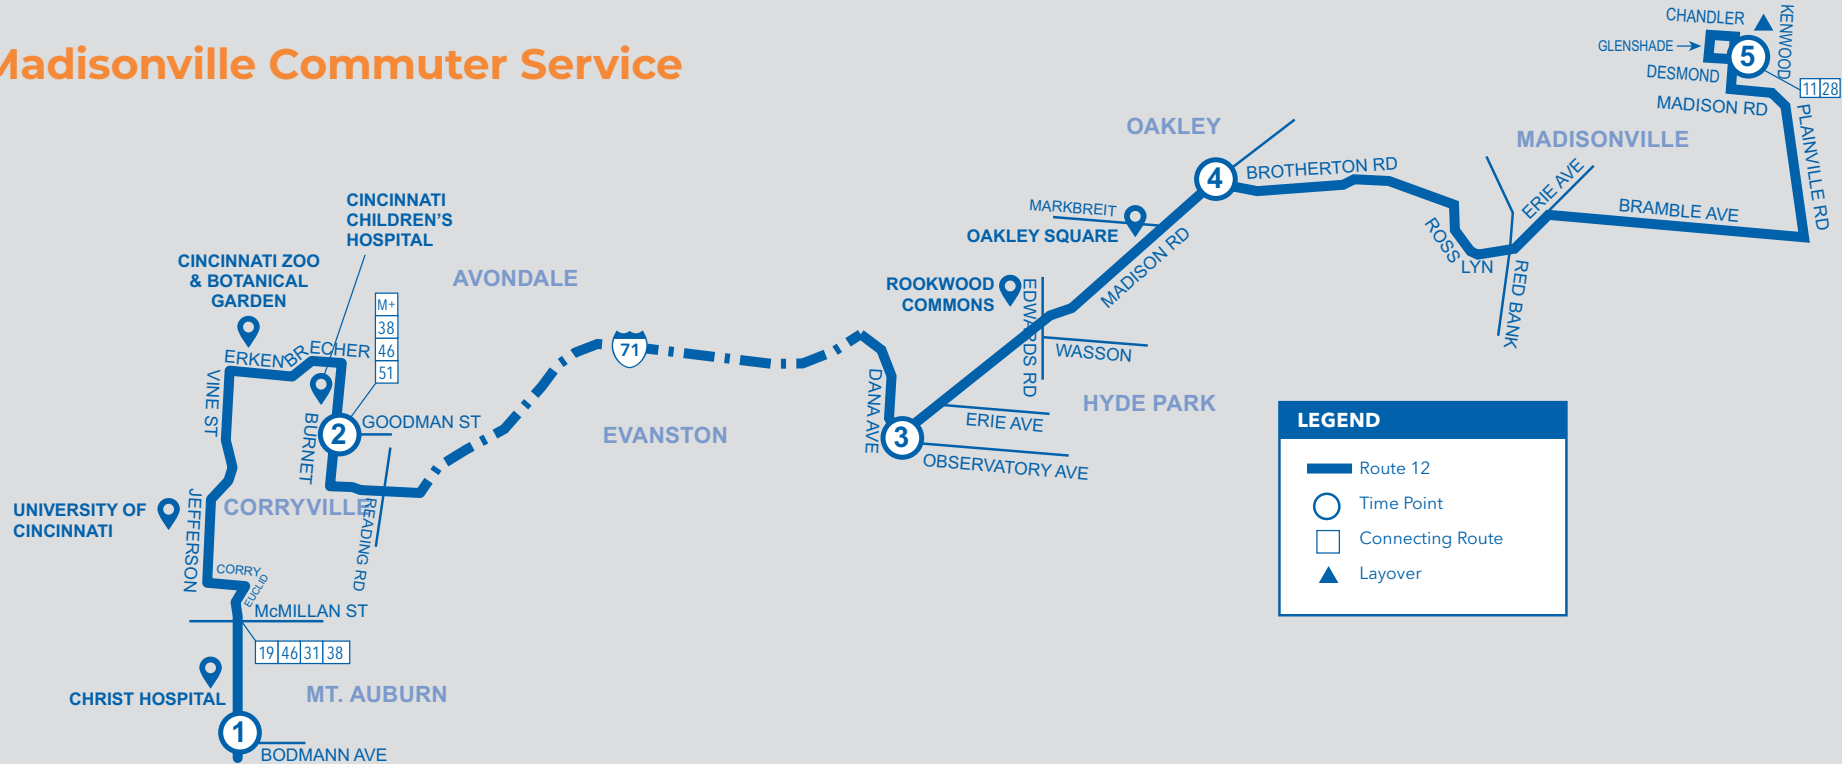 Madisonville Commuter Service
CHANDLER
KENWOOD
GLENSHADE
5
DESMOND
11 28
MADISON RD
PLAINVILLE RD
OAKLEY
MADISONVILLE
4
BROTHERTON RD
ERIE AVE
MARKBREIT
OAKLEY SQUARE
MADISON RD
ROSS
LYN
RED BANK
BRAMBLE AVE
CINCINNATI
CHILDREN'S
HOSPITAL
CINCINNATI ZOO
& BOTANICAL
GARDEN
AVONDALE
ROOKWOOD
COMMONS
EDWARDS RD
M+
38
46
51
71
ERKENBRECHER
WASSON
VINE ST
DANA AVE
HYDE PARK
BURNET
2
GOODMAN ST
EVANSTON
3
ERIE AVE
OBSERVATORY AVE
LEGEND
Route 12
Time Point
Connecting Route
Layover
UNIVERSITY OF
CINCINNATI
JEFFERSON
CORRYVILLE
READING RD
CORRY
EUCLID
McMILLAN ST
19 46 31 38
CHRIST HOSPITAL
MT. AUBURN
1
BODMANN AVE